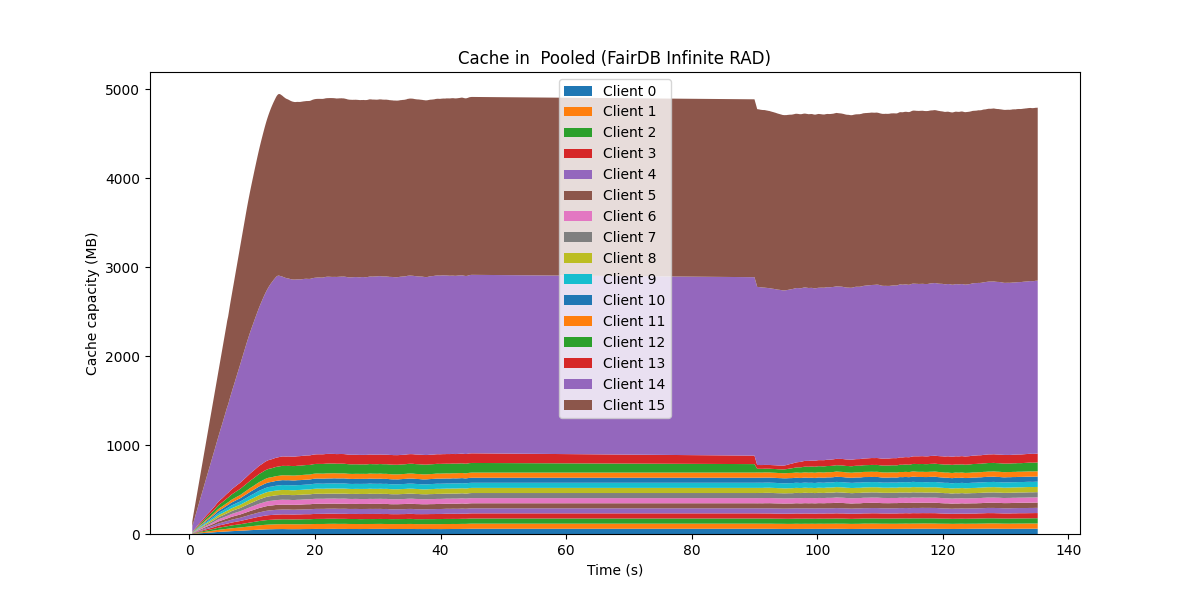 Cache in  Pooled (FairDB Infinite RAD)
Cache capacity (MB)
5000
4000
3000
2000
1000
0
Client 0
Client 1
Client 2
Client 3
Client 4
Client 5
Client 6
Client 7
Client 8
Client 9
Client 10
Client 11
Client 12
Client 13
Client 14
Client 15
0 20 40 60 80 100 120 140
Time (s)